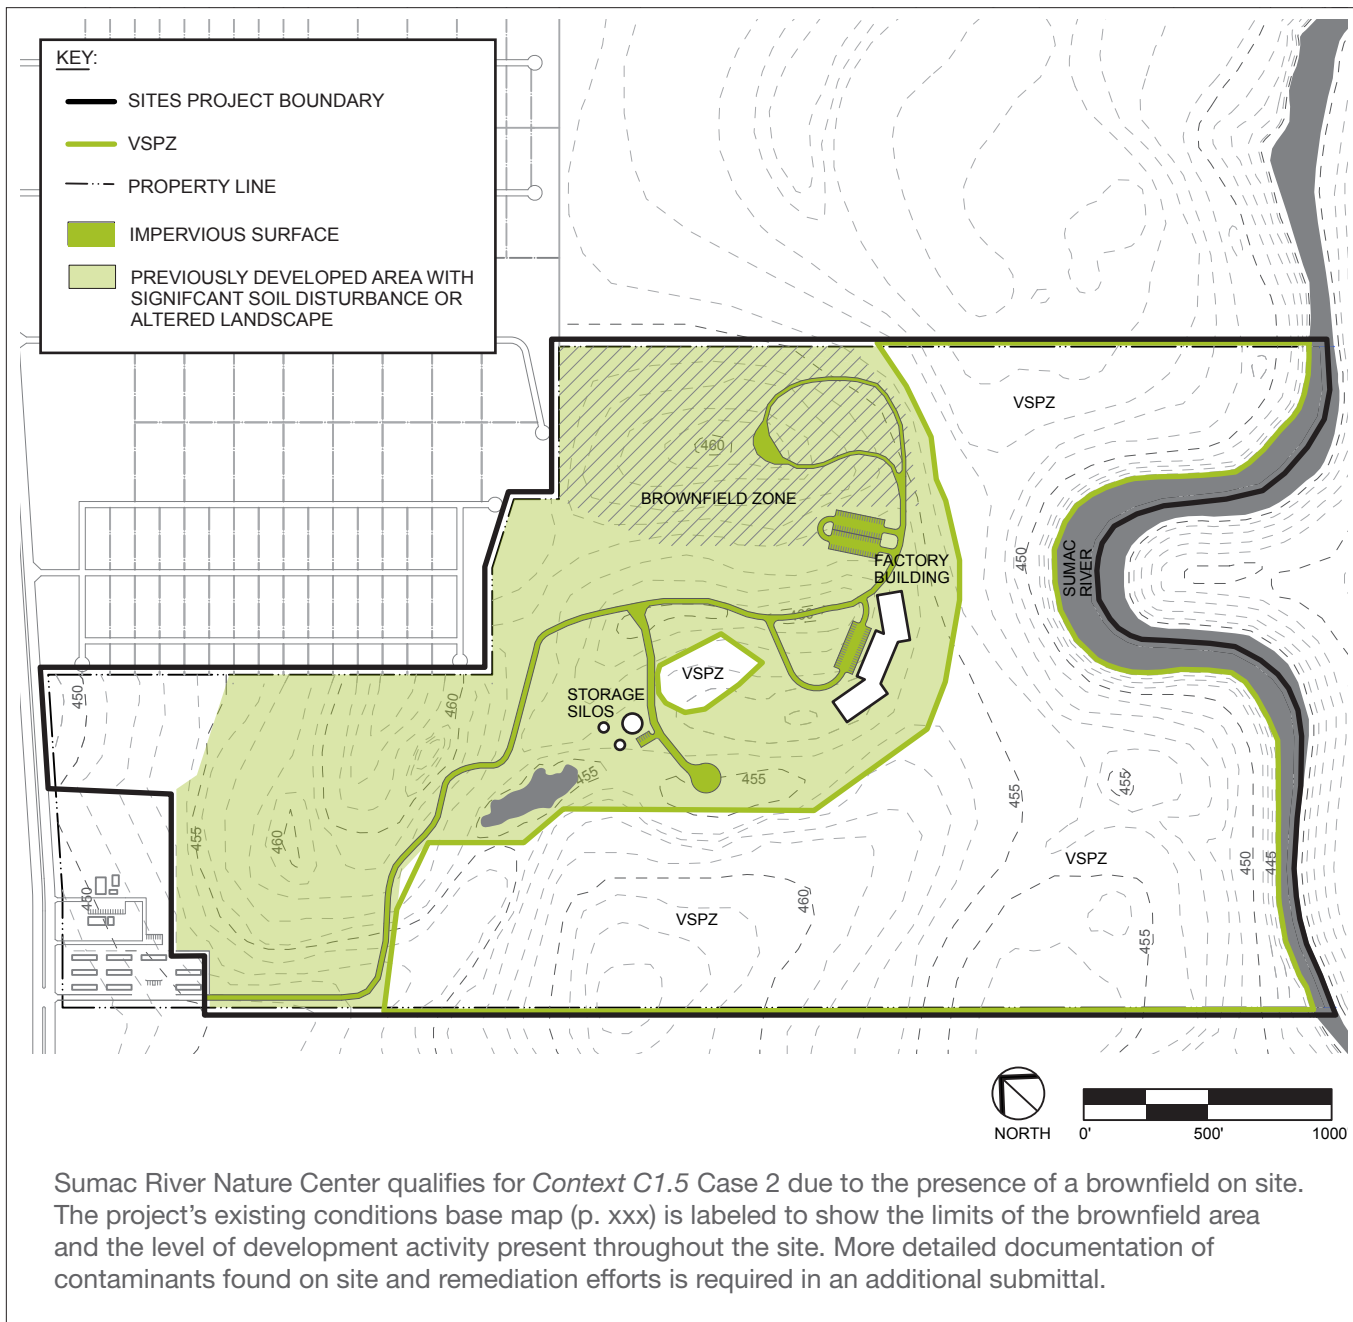 KEY:
SITES PROJECT BOUNDARY
VSPZ
PROPERTY LINE
IMPERVIOUS SURFACE
PREVIOUSLY DEVELOPED AREA WITH
SIGNIFCANT SOIL DISTURBANCE OR
ALTERED LANDSCAPE
VSPZ
460
BROWNFIELD ZONE
FACTORY
BUILDING
450
SUMAC
RIVER
VSPZ
450
460
STORAGE
SILOS
455
455
455
455
455
460
VSPZ
450
445
450
460
VSPZ
455
NORTH
0'
500'
1000'
Sumac River Nature Center qualifies for Context C1.5 Case 2 due to the presence of a brownfield on site.
The project's existing conditions base map (p. xxx) is labeled to show the limits of the brownfield area
and the level of development activity present throughout the site. More detailed documentation of
contaminants found on site and remediation efforts is required in an additional submittal.